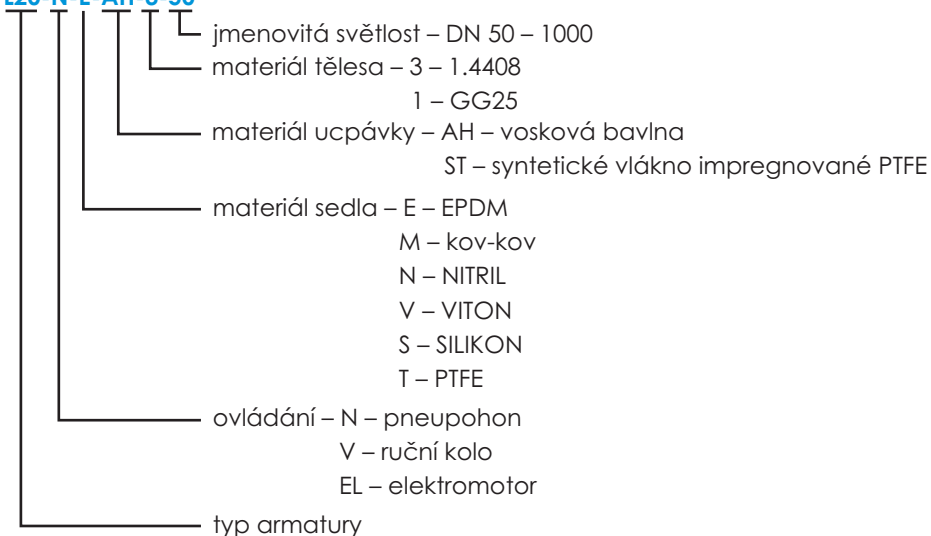 jmenovitá světlost – DN 50 – 1000
materiál tělesa – 3 – 1.4408
1 – GG25
materiál ucpávky – AH – vosková bavlna
ST – syntetické vlákno impregnované PTFE
materiál sedla – E – EPDM
M – kov-kov
N – NITRIL
V – VITON
S – SILIKON
T – PTFE
ovládání – N – pneupohon
V – ruční kolo
EL – elektromotor
typ armatury